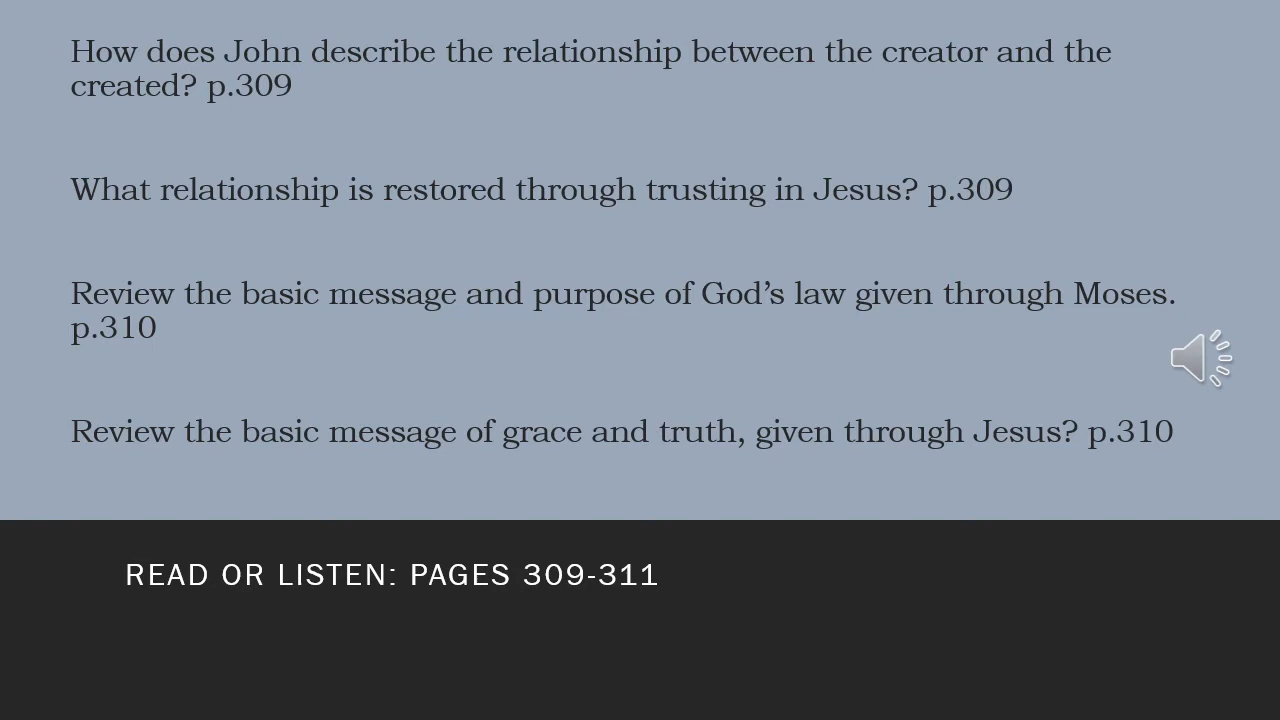 How does John describe the relationship between the creator and the
created? p.309
What relationship is restored through trusting in Jesus? p.309
Review the basic message and purpose of God’s law given through Moses.
p.310
Review the basic message of grace and truth, given through Jesus? p.310
READ OR LISTEN: PAGES 309-311